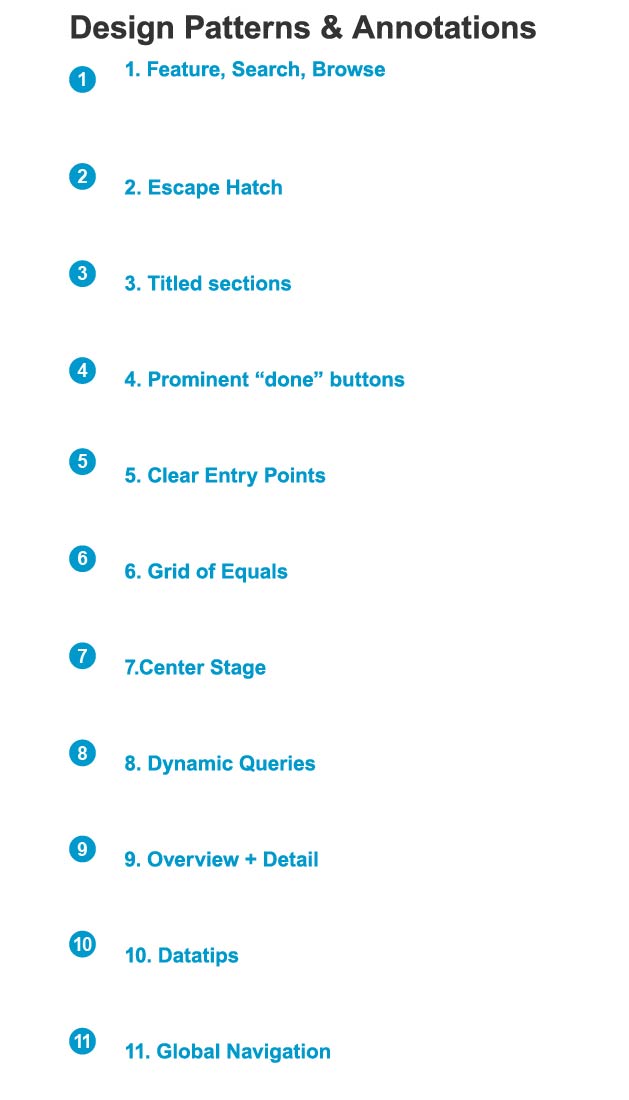 Design Patterns & Annotations
1 1. Feature, Search, Browse
2 2. Escape Hatch
3 3. Titled sections
4 4. Prominent “done” buttons
5 5. Clear Entry Points
6 6. Grid of Equals
7 7.Center Stage
8 8. Dynamic Queries
9 9. Overview + Detail
10 10. Datatips
11 11. Global Navigation